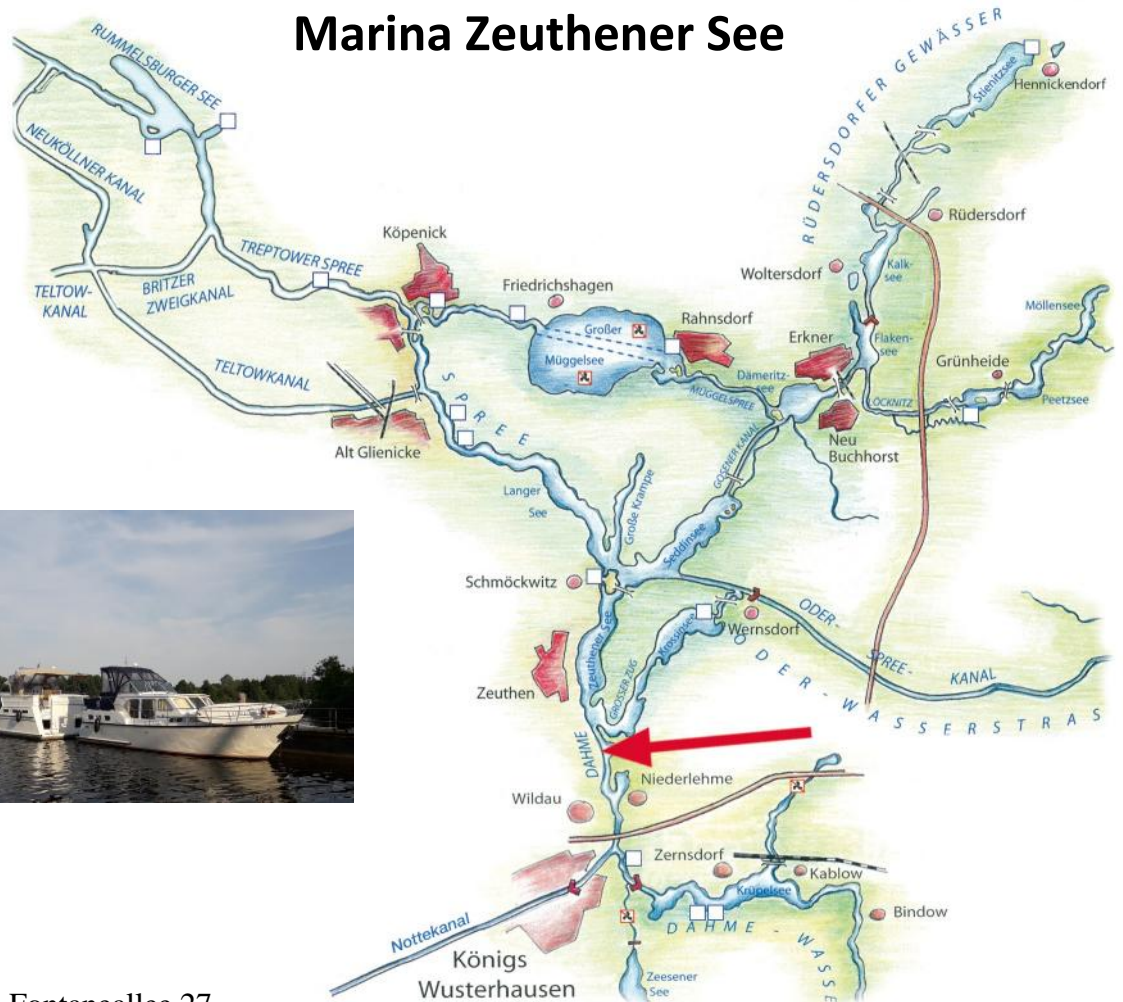 Marina Zeuthener See
RUMMELSBURGER SEE
RÜDERSDORFER GEWÄSSER
Stienitzsee
Hennickendorf
NEUKÖLLNER KANAL
Rüdersdorf
Köpenick
TREPTOWER SPREE
Woltersdorf
Kalk-
see
TELTOW-
KANAL
BRITZER
ZWEIGKANAL
Friedrichshagen
Möllensee
Großer
Müggelsee
Rahnsdorf
Erkner
Flaken-
see
Grünheide
TELTOWKANAL
Dämeritz-
see
MÜGGELSPREE
LÖCKNITZ
Peetzsee
SPREE
Alt Glienicke
Neu
Buchhorst
GOSENER KANAL
Langer
See
Große Krampe
Seddinsee
Schmöckwitz
ODER-
SPREE-
KANAL
Wernsdorf
Krossinsee
Zeuthener See
Zeuthen
GROSSER ZUG
ODER-WASSERSTRAS
DAHME
Niederlehme
Wildau
Zernsdorf
Kablow
Krüpelsee
Bindow
DAHME-WASSE
Nottekanal
Königs
Wusterhausen
Zeesener
See
Fontaneallee 27